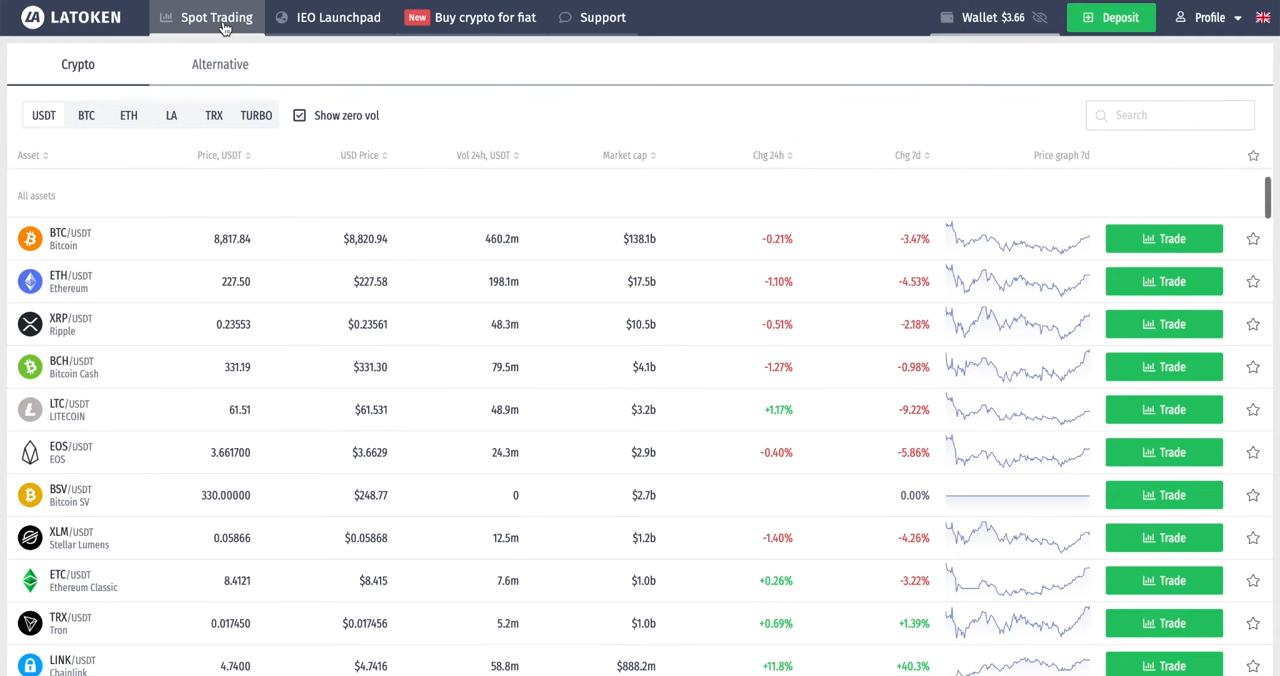 LATOKEN Spot Trading IEO Launchpad New Buy crypto for fiat Support Wallet $3.66 Deposit Profile
Crypto Alternative
USDT BTC ETH LA TRX TURBO Show zero vol Search
Asset Price, USDT USD Price Vol 24h, USDT Market cap Chg 24h Chg 7d Price graph 7d
All assets
BTC/USDT
Bitcoin 8,817.84 $8,820.94 460.2m $138.1b -0.21% -3.47% Trade
ETH/USDT
Ethereum 227.50 $227.58 198.1m $17.5b -1.10% -4.53% Trade
XRP/USDT
Ripple 0.23553 $0.23561 48.3m $10.5b -0.51% -2.18% Trade
BCH/USDT
Bitcoin Cash 331.19 $331.30 79.5m $4.1b -1.27% -0.98% Trade
LTC/USDT
LITECOIN 61.51 $61.531 48.9m $3.2b +1.17% -9.22% Trade
EOS/USDT
EOS 3.661700 $3.6629 24.3m $2.9b -0.40% -5.86% Trade
BSV/USDT
Bitcoin SV 330.00000 $248.77 0 $2.7b 0.00% Trade
XLM/USDT
Stellar Lumens 0.05866 $0.05868 12.5m $1.2b -1.40% -4.26% Trade
ETC/USDT
Ethereum Classic 8.4121 $8.415 7.6m $1.0b +0.26% -3.22% Trade
TRX/USDT
Tron 0.017450 $0.017456 5.2m $1.0b +0.69% +1.39% Trade
LINK/USDT
Chainlink 4.7400 $4.7416 58.8m $888.2m +11.8% +40.3% Trade